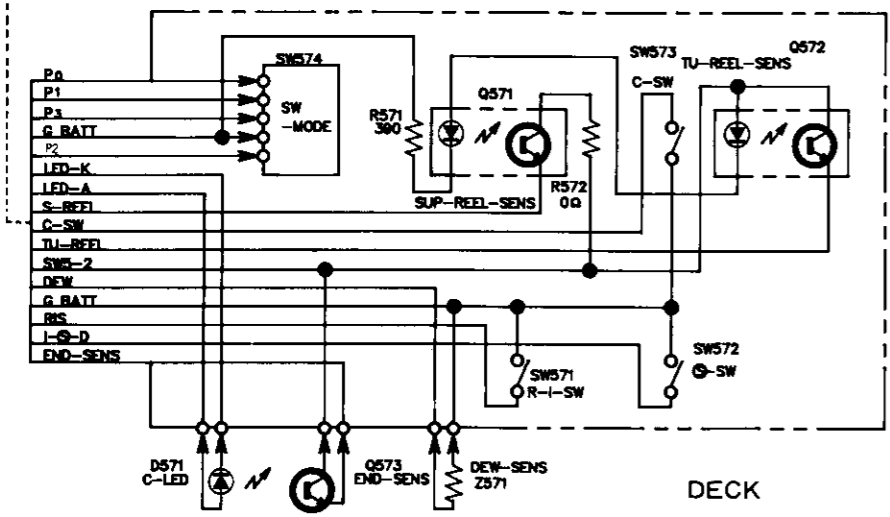 SW574
SW
-MODE
P0
P1
P3
G BATT
P2
LED-K
LED-A
S-REEL
C-SW
TU-REEL
SW5-2
DEW
G BATT
RIS
I-Ⓢ-D
END-SENS
R571
390
Q571
R572
0Ω
SUP-REEL-SENS
SW573
C-SW
Q572
TU-REEL-SENS
SW571
R-I-SW
SW572
Ⓢ-SW
D571
C-LED
Q573
END-SENS
DEW-SENS
Z571
DECK